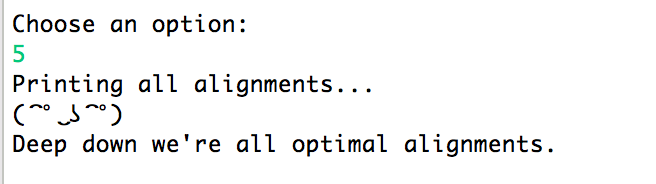 Choose an option:
5
Printing all alignments...
( ͡° ͜ʖ ͡°)
Deep down we're all optimal alignments.